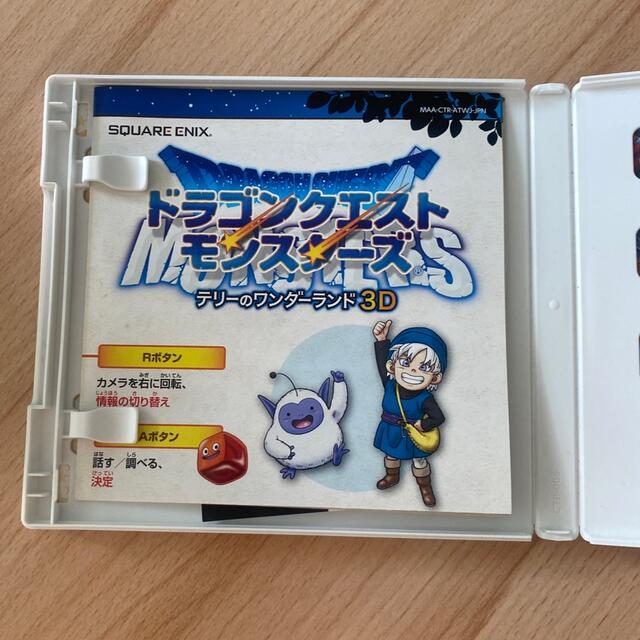 MAA-CTR-ATWJ-JPN
SQUARE ENIX
DRAGON QUEST
ドラゴンクエスト
MONSTERS
モンスターズ
テリーのワンダーランド3D
Rボタン
カメラを右に回転、
情報の切り替え
Aボタン
話す/調べる、
決定